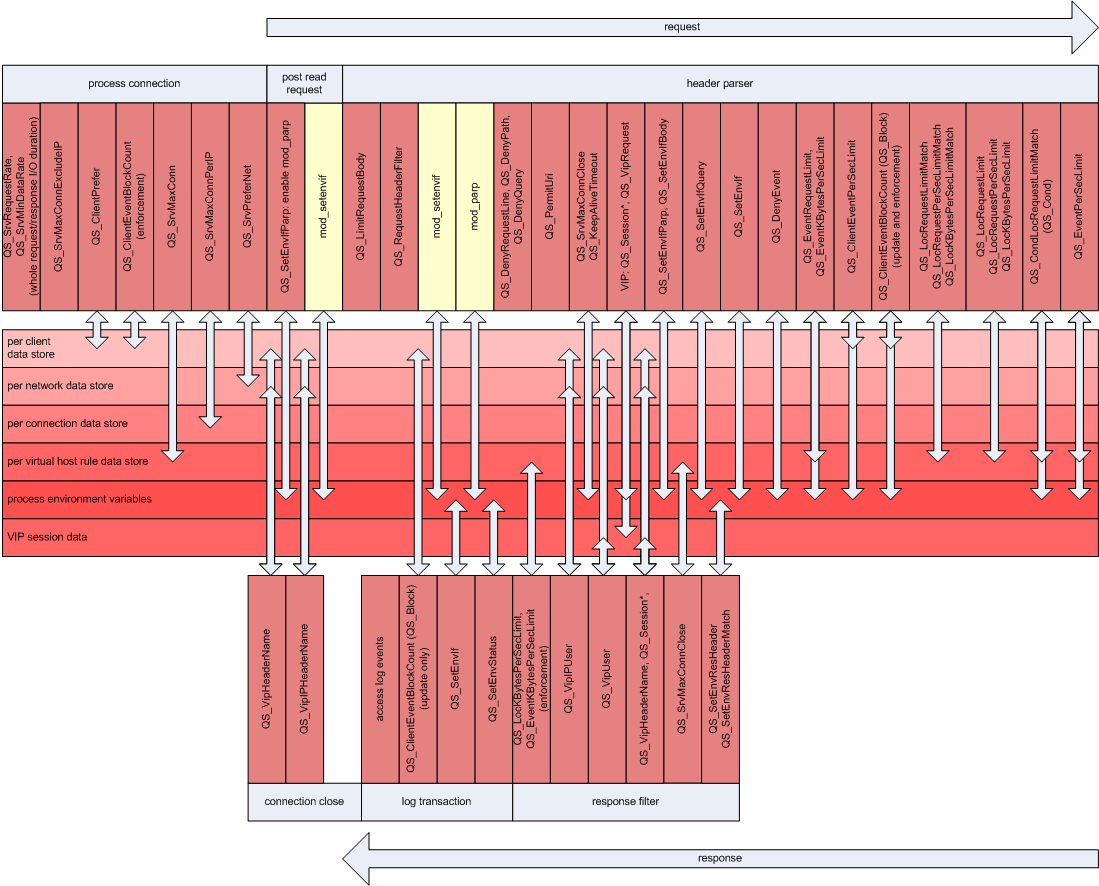 request
process connection
post read
request
header parser
QS_SrvRequestRate,
QS_SrvMinDataRate
(whole request/response I/O duration)
QS_SrvMaxConnExcludeIP
QS_ClientPrefer
QS_ClientEventBlockCount
(enforcement)
QS_SrvMaxConn
QS_SrvMaxConnPerIP
QS_SrvPreferNet
QS_SetEnvIfParp: enable mod_parp
mod_setenvif
QS_LimitRequestBody
QS_RequestHeaderFilter
mod_setenvif
mod_parp
QS_DenyRequestLine, QS_DenyPath,
QS_DenyQuery
QS_PermitUri
QS_SrvMaxConnClose
QS_KeepAliveTimeout
VIP: QS_Session*, QS_VipRequest
QS_SetEnvIfParp, QS_SetEnvIfBody
QS_SetEnvIfQuery
QS_SetEnvIf
QS_DenyEvent
QS_EventRequestLimit,
QS_EventKBytesPerSecLimit
QS_ClientEventPerSecLimit
QS_ClientEventBlockCount (QS_Block)
(update and enforcement)
QS_LocRequestLimitMatch
QS_LocRequestPerSecLimitMatch
QS_LocKBytesPerSecLimitMatch
QS_LocRequestLimit
QS_LocRequestPerSecLimit
QS_LocKBytesPerSecLimit
QS_CondLocRequestLimitMatch
(QS_Cond)
QS_EventPerSecLimit
per client
data store
per network data store
per connection data store
per virtual host rule data store
process environment variables
VIP session data
QS_VipHeaderName
QS_VipIPHeaderName
access log events
QS_ClientEventBlockCount (QS_Block)
(update only)
QS_SetEnvIf
QS_SetEnvStatus
QS_LocKBytesPerSecLimit,
QS_EventKBytesPerSecLimit
(enforcement)
QS_VipIPUser
QS_VipUser
QS_VipHeaderName, QS_Session*,
QS_SrvMaxConnClose
QS_SetEnvResHeader
QS_SetEnvResHeaderMatch
connection close
log transaction
response filter
response